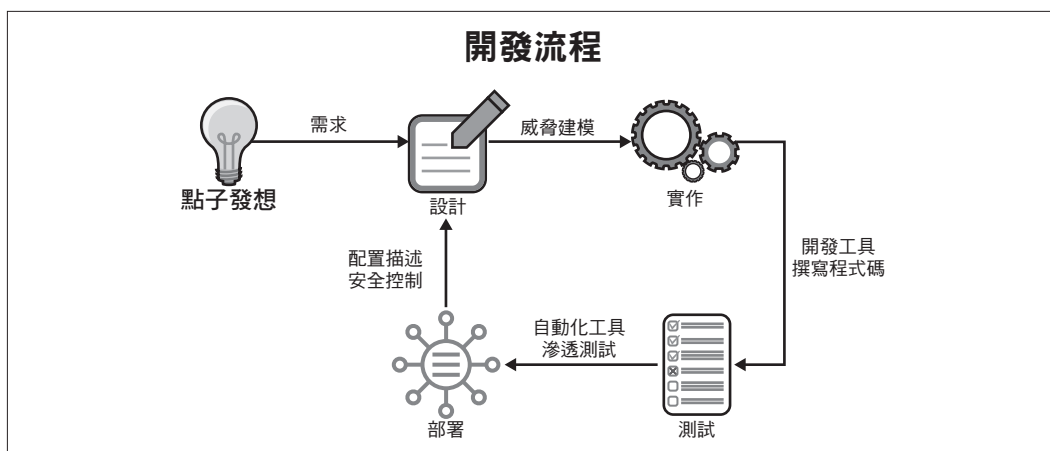 開發流程
需求
威脅建模
點子發想
設計
實作
開發工具
撰寫程式碼
配置描述
安全控制
自動化工具
滲透測試
部署
測試